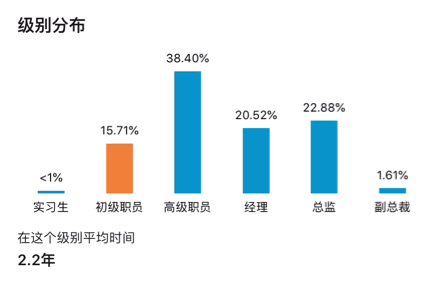 级别分布
38.40%
22.88%
20.52%
15.71%
<1%
1.61%
实习生 初级职员 高级职员 经理 总监 副总裁
在这个级别平均时间
2.2年